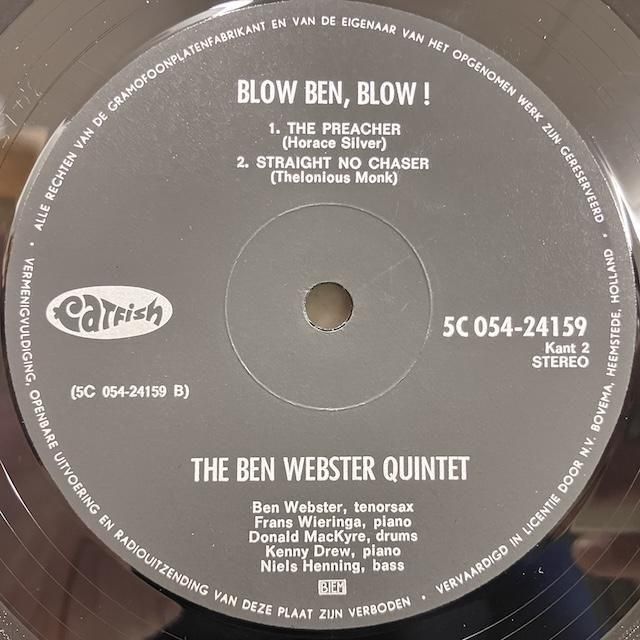 ALLE RECHTEN VAN DE GRAMOFOONPLATENFABRIKANT EN VAN DE EIGENAAR VAN HET OPGENOMEN WERK ZIJN GERESERVEERD •
BLOW BEN, BLOW !
1. THE PREACHER
(Horace Silver)
2. STRAIGHT NO CHASER
(Thelonious Monk)
Catfish
5C 054-24159
Kant 2
STEREO
(5C 054-24159 B)
THE BEN WEBSTER QUINTET
Ben Webster, tenorsax
Frans Wieringa, piano
Donald MacKyre, drums
Kenny Drew, piano
Niels Henning, bass
BIEM
• VERMENIGVULDIGING, OPENBARE UITVOERING EN RADIOUITZENDING VAN DEZE PLAAT ZIJN VERBODEN •
VERVAARDIGD IN LICENTIE DOOR N.V. BOVEMA, HEEMSTEDE, HOLLAND •